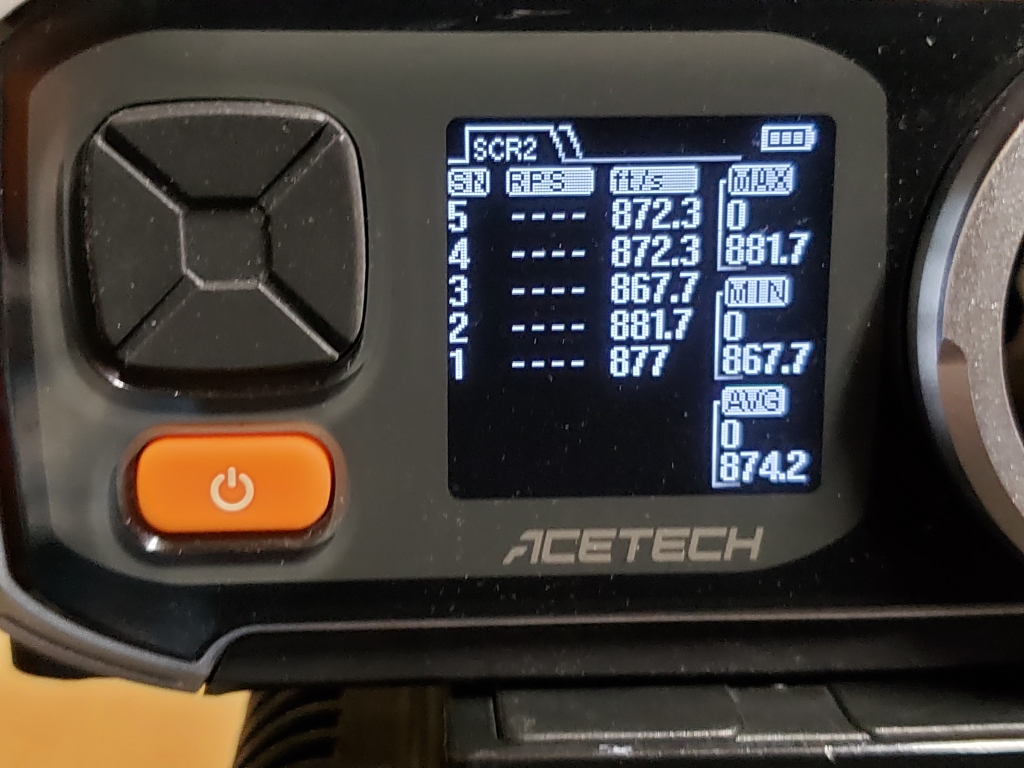 SCR2
SN RPS ft/s
5 ---- 872.3
4 ---- 872.3
3 ---- 867.7
2 ---- 881.7
1 ---- 877
MAX
0
881.7
MIN
0
867.7
AVG
0
874.2
ACETECH